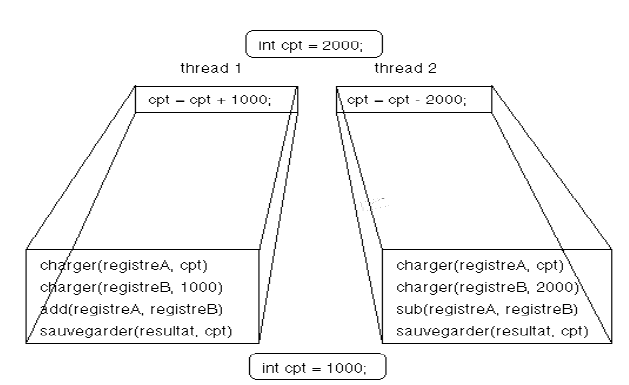 int cpt = 2000;
thread 1
thread 2
cpt = cpt + 1000;
cpt = cpt - 2000;
charger(registreA, cpt)
charger(registreB, 1000)
add(registreA, registreB)
sauvegarder(resultat, cpt)
charger(registreA, cpt)
charger(registreB, 2000)
sub(registreA, registreB)
sauvegarder(resultat, cpt)
int cpt = 1000;